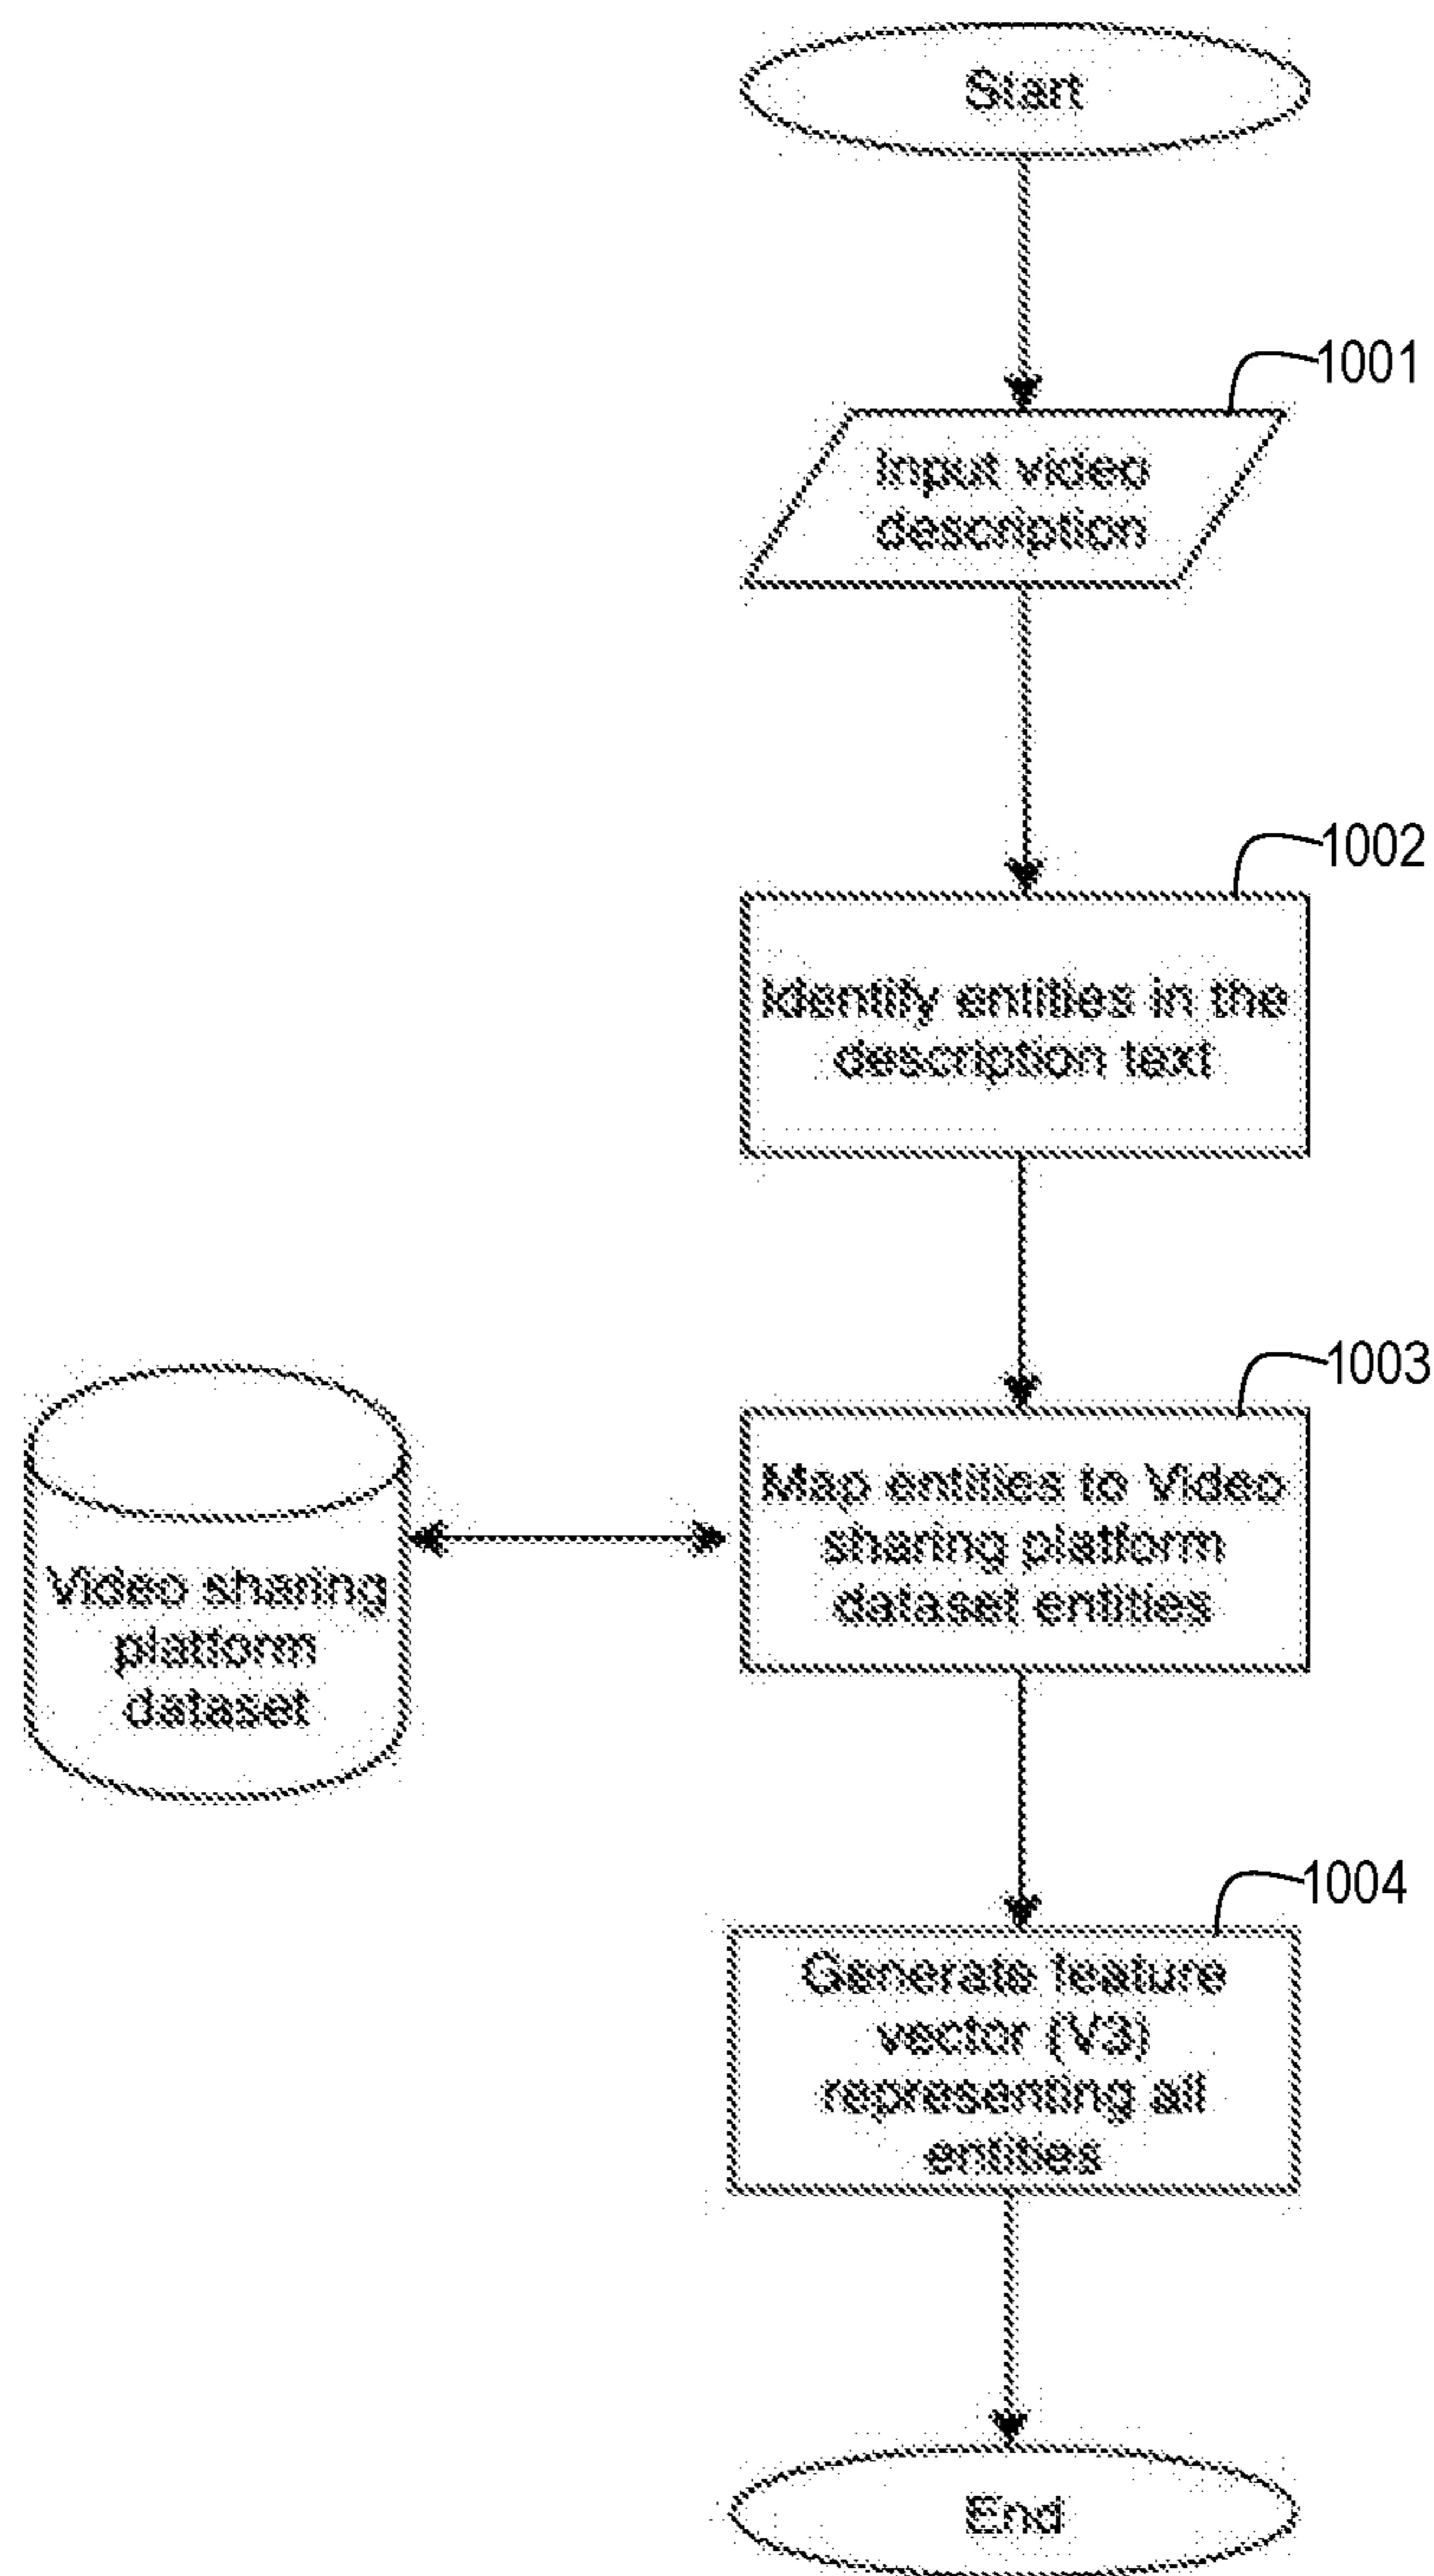 Start
1001
Input video
description
1002
Identify entities in the
description text
1003
Map entities to Video
sharing platform
dataset entities
Video sharing
platform
dataset
1004
Generate feature
vector (V3)
representing all
entities
End